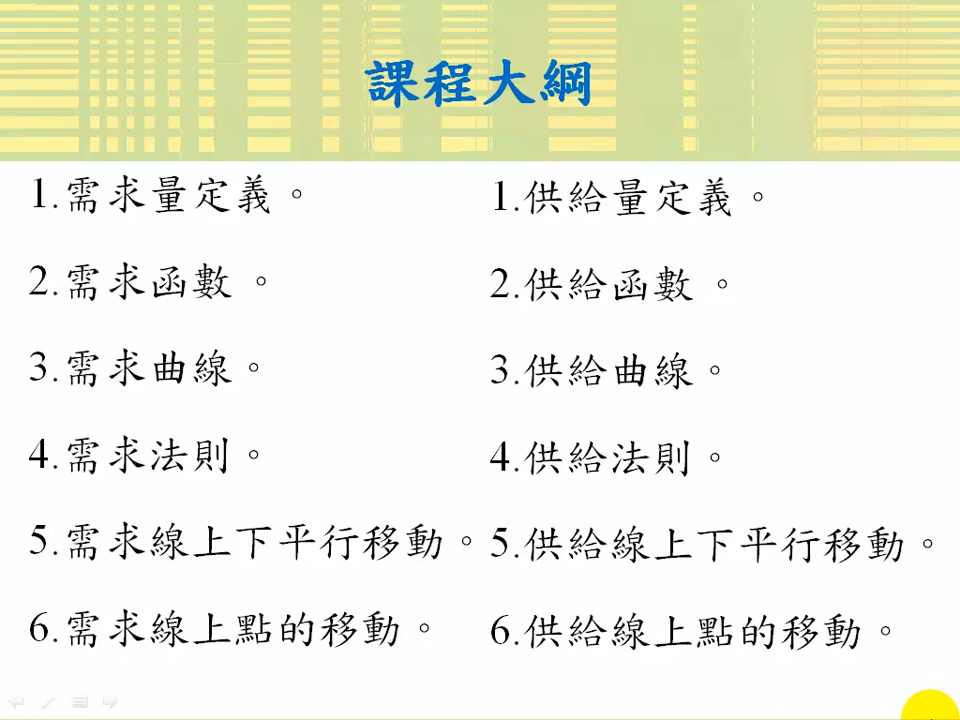 課程大綱
1.需求量定義。
2.需求函數。
3.需求曲線。
4.需求法則。
5.需求線上下平行移動。
6.需求線上點的移動。
1.供給量定義。
2.供給函數。
3.供給曲線。
4.供給法則。
5.供給線上下平行移動。
6.供給線上點的移動。